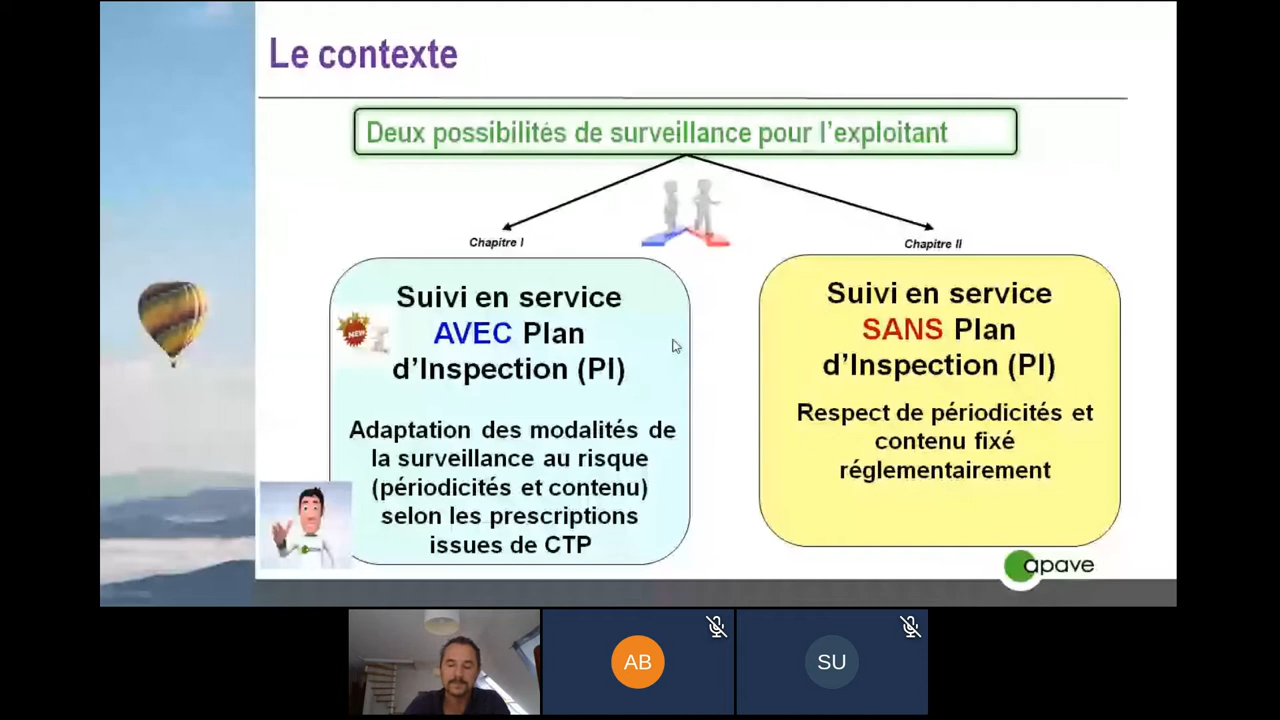 Le contexte
Deux possibilités de surveillance pour l'exploitant
Chapitre I
Suivi en service
AVEC Plan
d'Inspection (PI)
NEW
Adaptation des modalités de
la surveillance au risque
(périodicités et contenu)
selon les prescriptions
issues de CTP
Chapitre II
Suivi en service
SANS Plan
d'Inspection (PI)
Respect de périodicités et
contenu fixé
réglementairement
apave
AB
SU